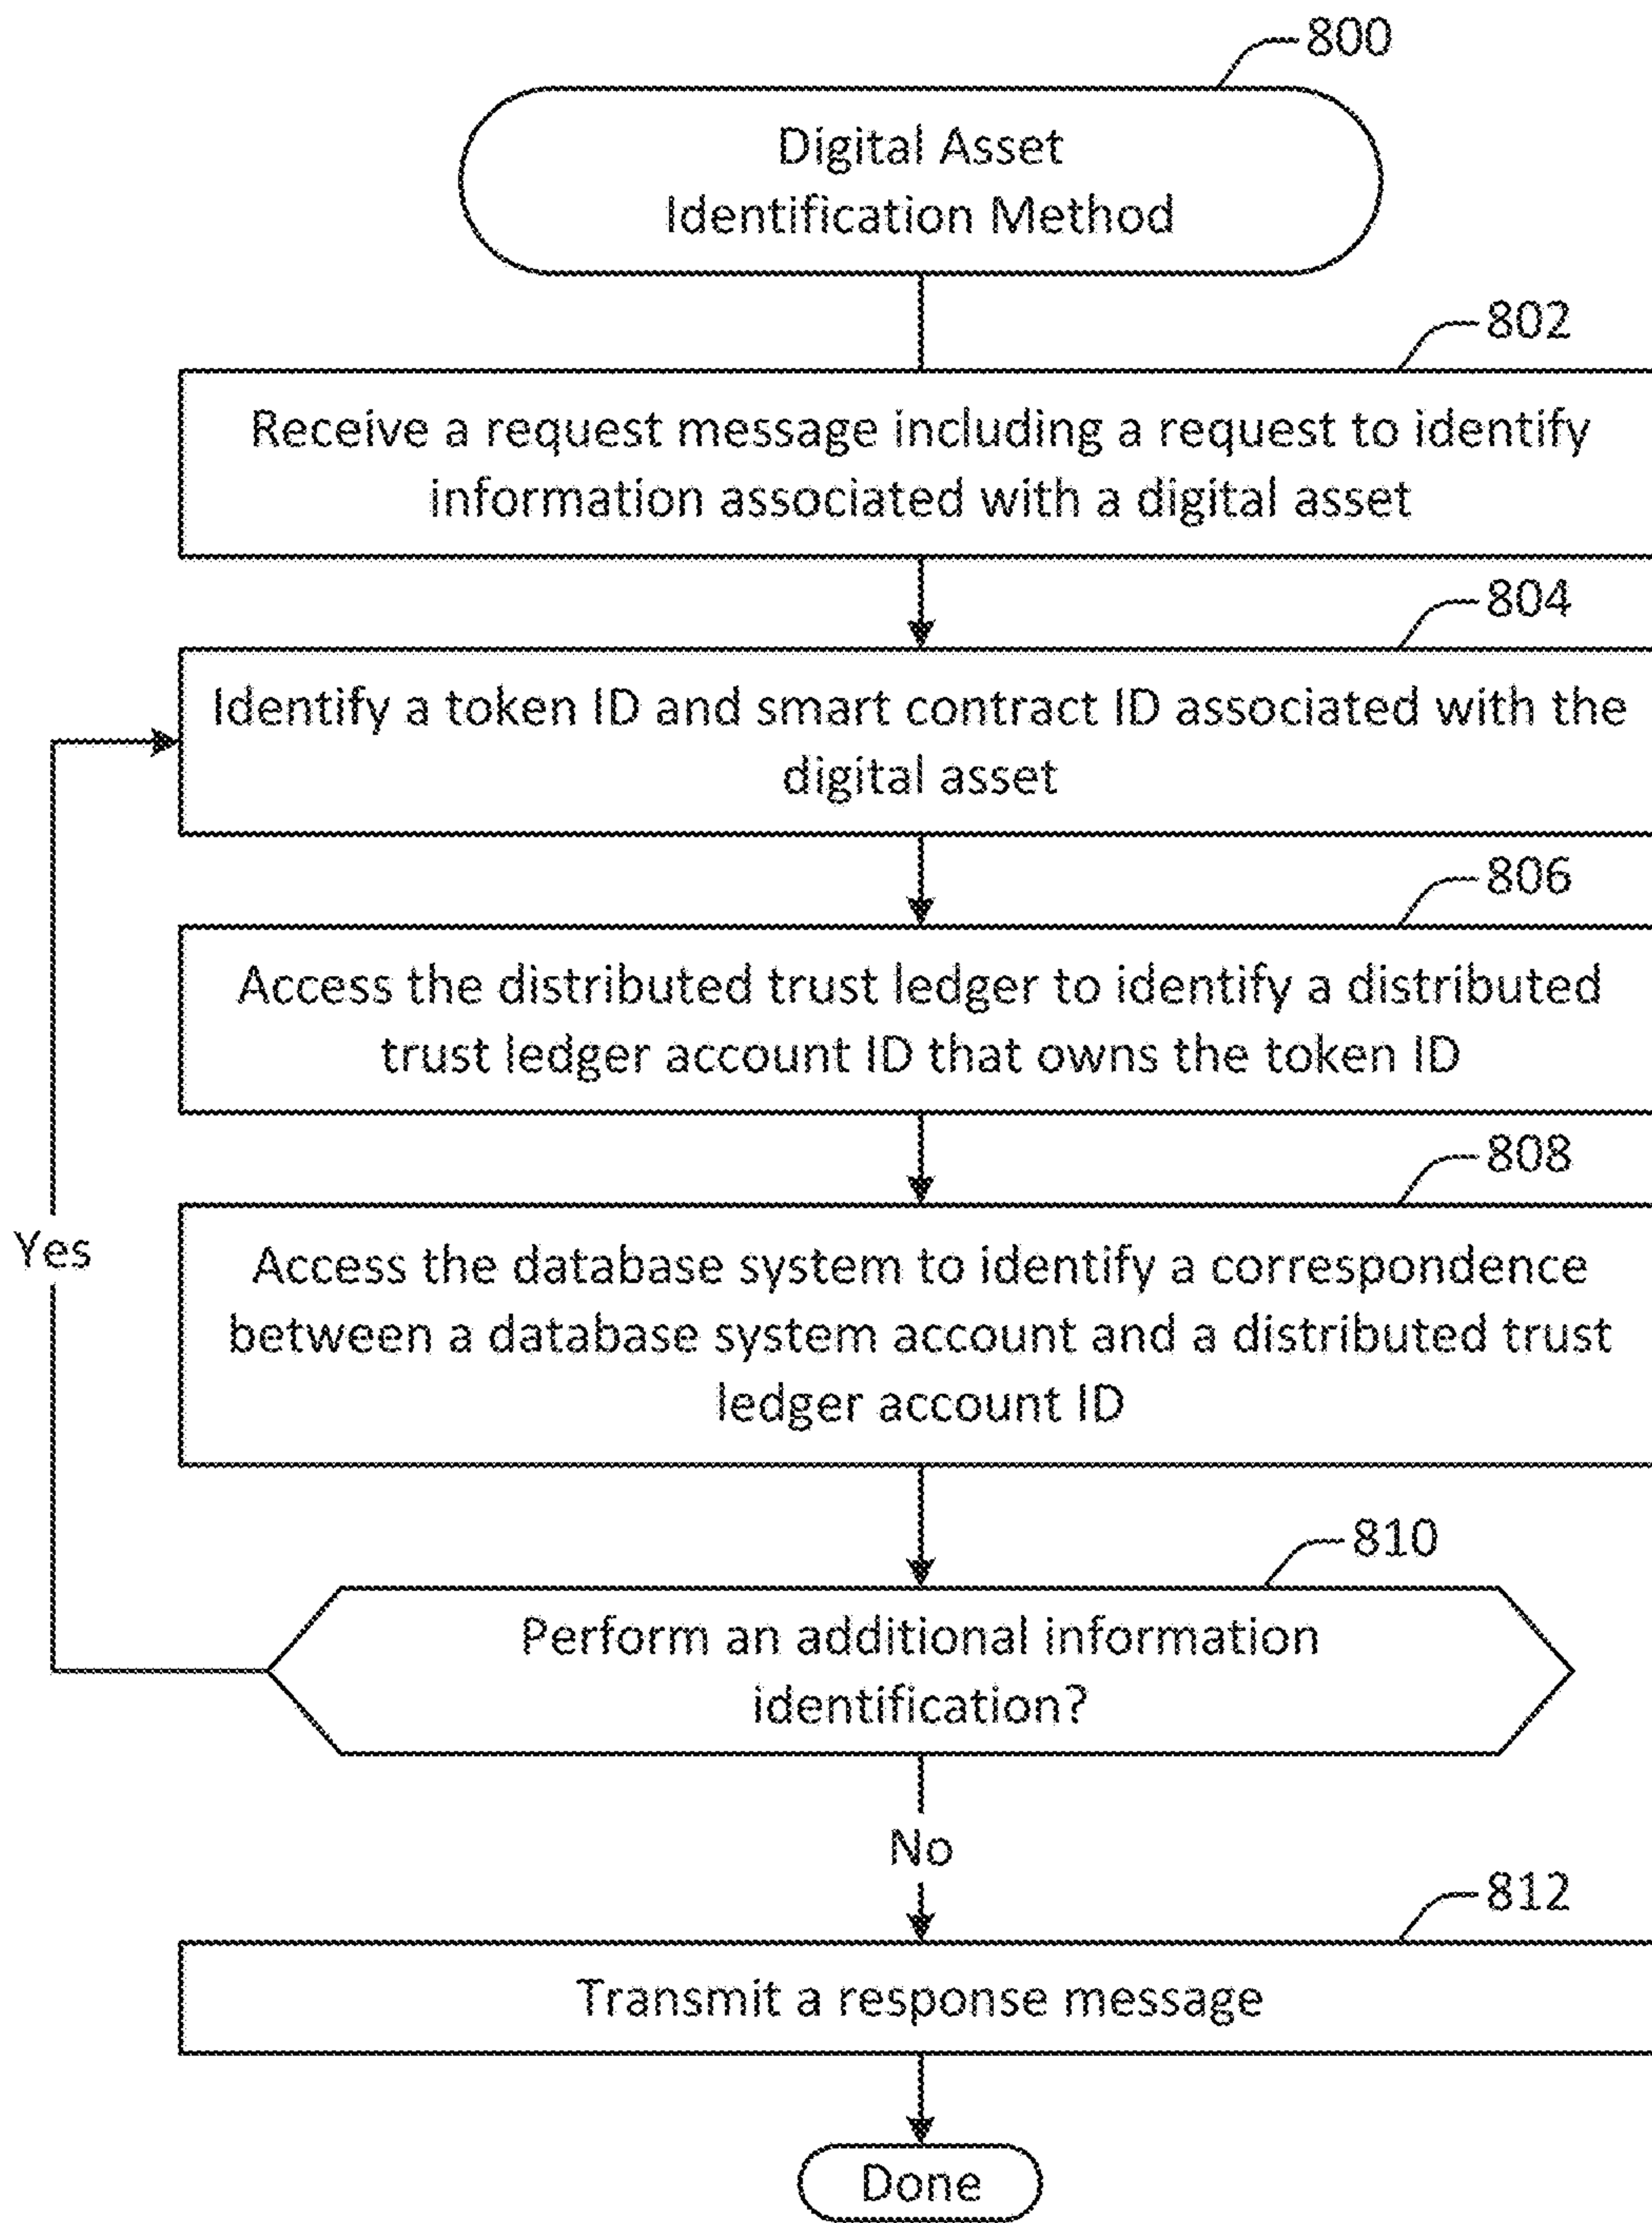 800
Digital Asset
Identification Method
802
Receive a request message including a request to identify
information associated with a digital asset
804
Identify a token ID and smart contract ID associated with the
digital asset
806
Access the distributed trust ledger to identify a distributed
trust ledger account ID that owns the token ID
808
Access the database system to identify a correspondence
between a database system account and a distributed trust
ledger account ID
Yes
810
Perform an additional information
identification?
No
812
Transmit a response message
Done